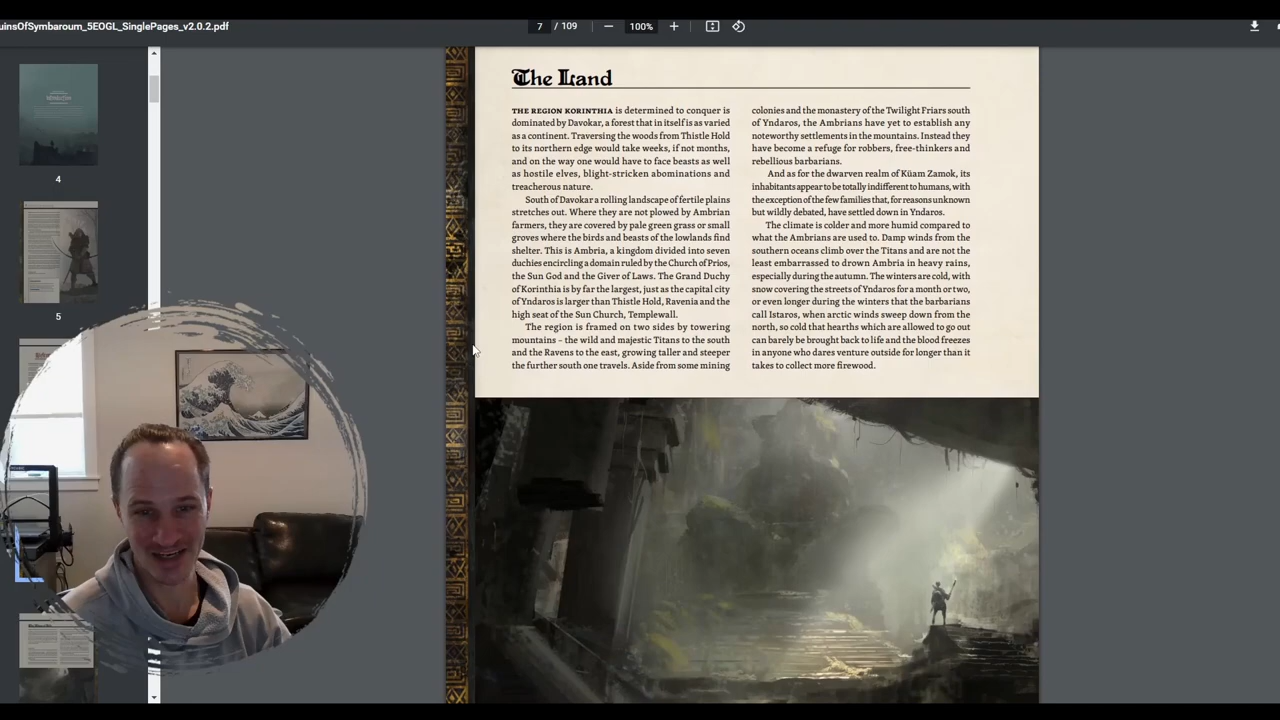 uinsOfSymbaroum_5EOGL_SinglePages_v2.0.2.pdf
7 / 109
100%
4
5
The Land
THE REGION KORINTHIA is determined to conquer is
dominated by Davokar, a forest that in itself is as varied
as a continent. Traversing the woods from Thistle Hold
to its northern edge would take weeks, if not months,
and on the way one would have to face beasts as well
as hostile elves, blight-stricken abominations and
treacherous nature.
South of Davokar a rolling landscape of fertile plains
stretches out. Where they are not plowed by Ambrian
farmers, they are covered by pale green grass or small
groves where the birds and beasts of the lowlands find
shelter. This is Ambria, a kingdom divided into seven
duchies encircling a domain ruled by the Church of Prios,
the Sun God and the Giver of Laws. The Grand Duchy
of Korinthia is by far the largest, just as the capital city
of Yndaros is larger than Thistle Hold, Ravenia and the
high seat of the Sun Church, Templewall.
The region is framed on two sides by towering
mountains – the wild and majestic Titans to the south
and the Ravens to the east, growing taller and steeper
the further south one travels. Aside from some mining
colonies and the monastery of the Twilight Friars south
of Yndaros, the Ambrians have yet to establish any
noteworthy settlements in the mountains. Instead they
have become a refuge for robbers, free-thinkers and
rebellious barbarians.
And as for the dwarven realm of Küam Zamok, its
inhabitants appear to be totally indifferent to humans, with
the exception of the few families that, for reasons unknown
but wildly debated, have settled down in Yndaros.
The climate is colder and more humid compared to
what the Ambrians are used to. Damp winds from the
southern oceans climb over the Titans and are not the
least embarrassed to drown Ambria in heavy rains,
especially during the autumn. The winters are cold, with
snow covering the streets of Yndaros for a month or two,
or even longer during the winters that the barbarians
call Istaros, when arctic winds sweep down from the
north, so cold that hearths which are allowed to go out
can barely be brought back to life and the blood freezes
in anyone who dares venture outside for longer than it
takes to collect more firewood.